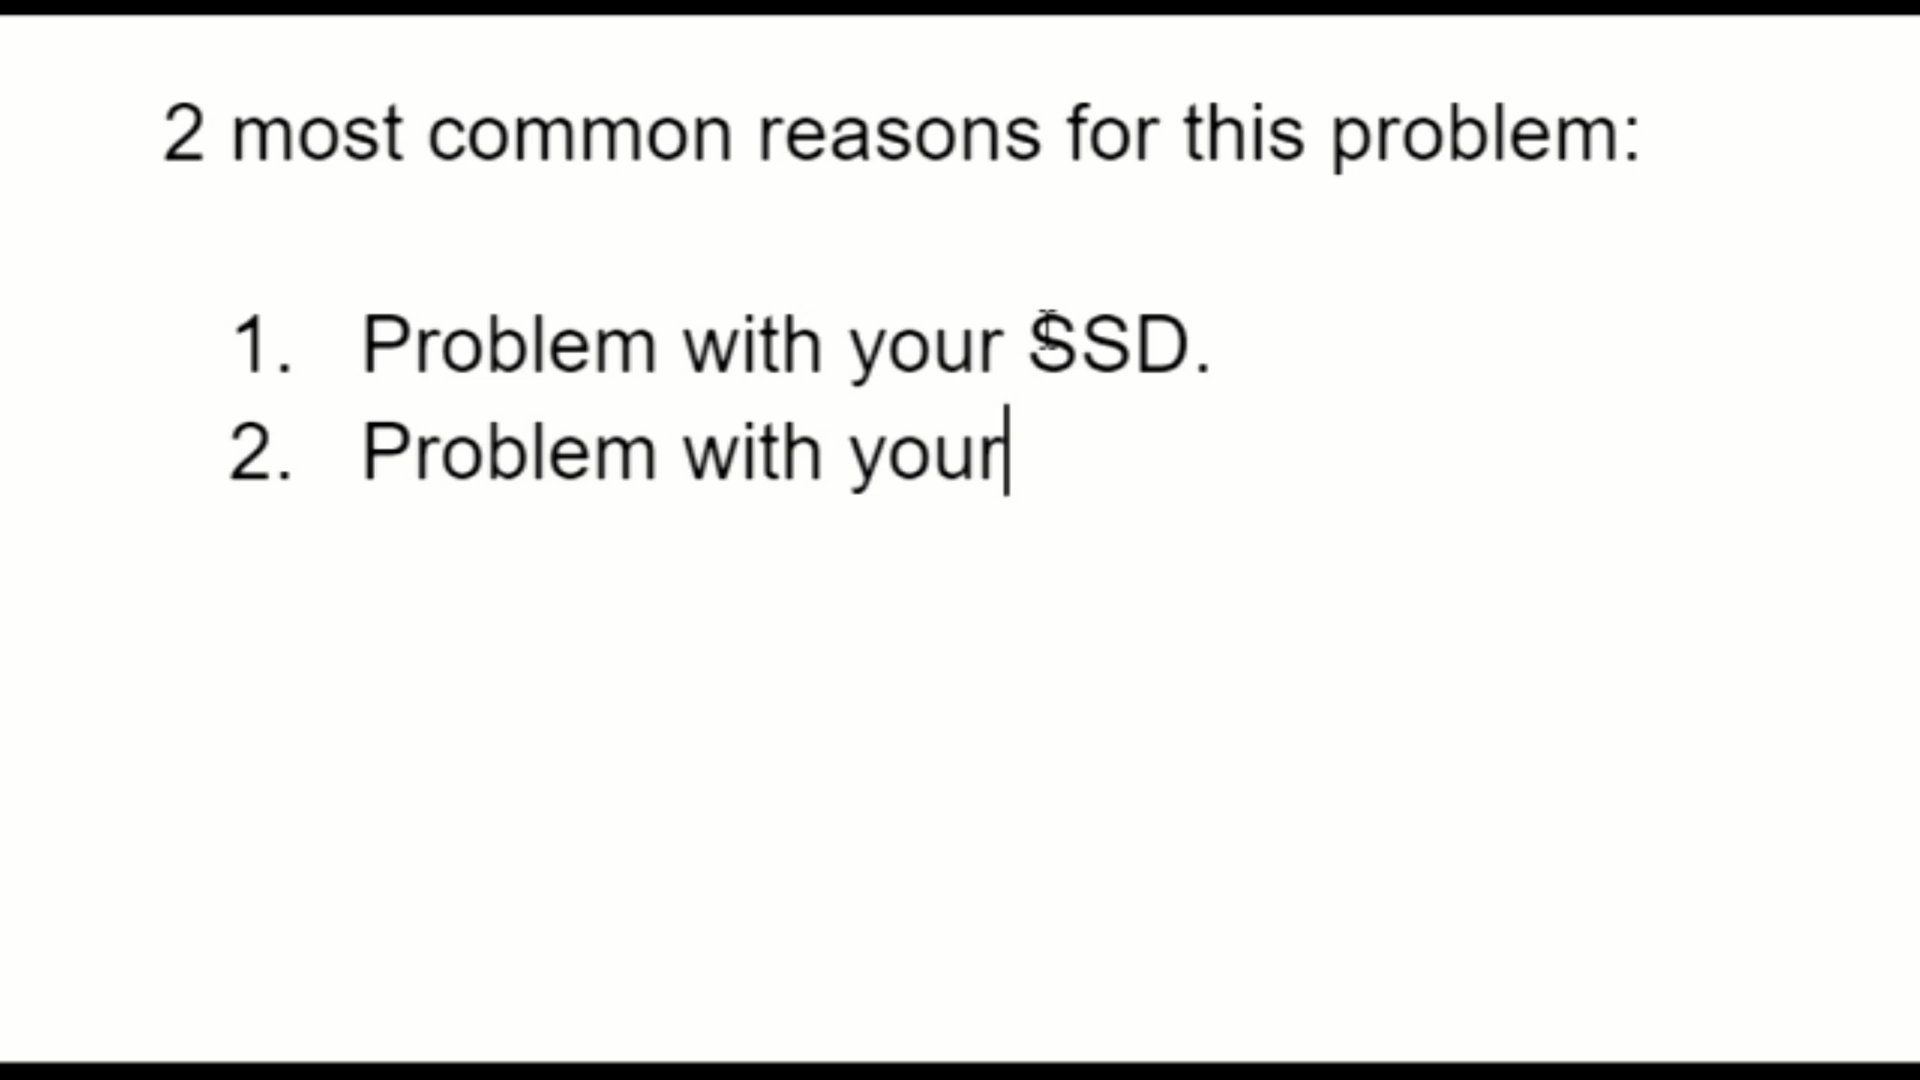 2 most common reasons for this problem:
1. Problem with your SSD.
2. Problem with your